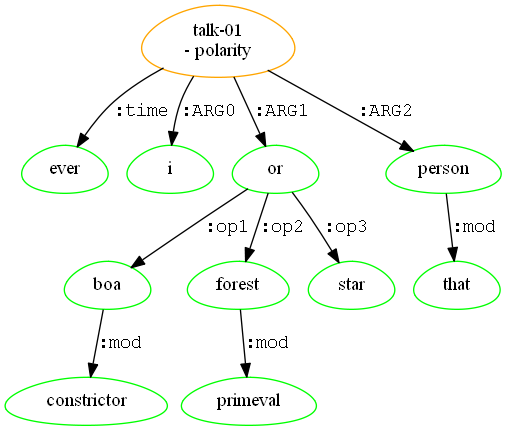 talk-01
- polarity
:time :ARG0 :ARG1 :ARG2
ever i or person
:op1 :op2 :op3 :mod
boa forest star that
:mod :mod
constrictor primeval